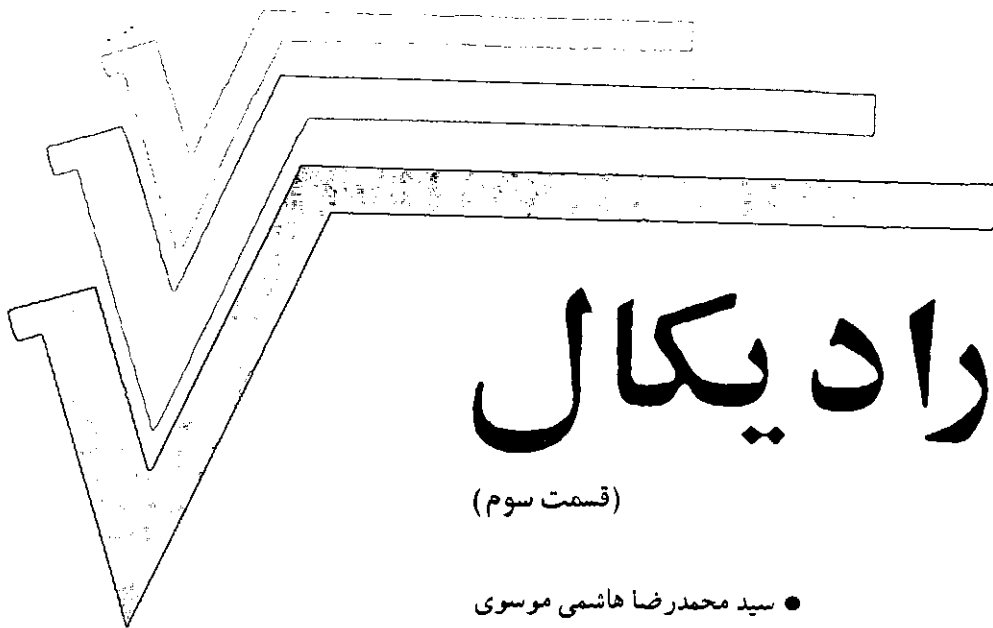 رادیکال
(قسمت سوم)
● سید محمدرضا هاشمی موسوی